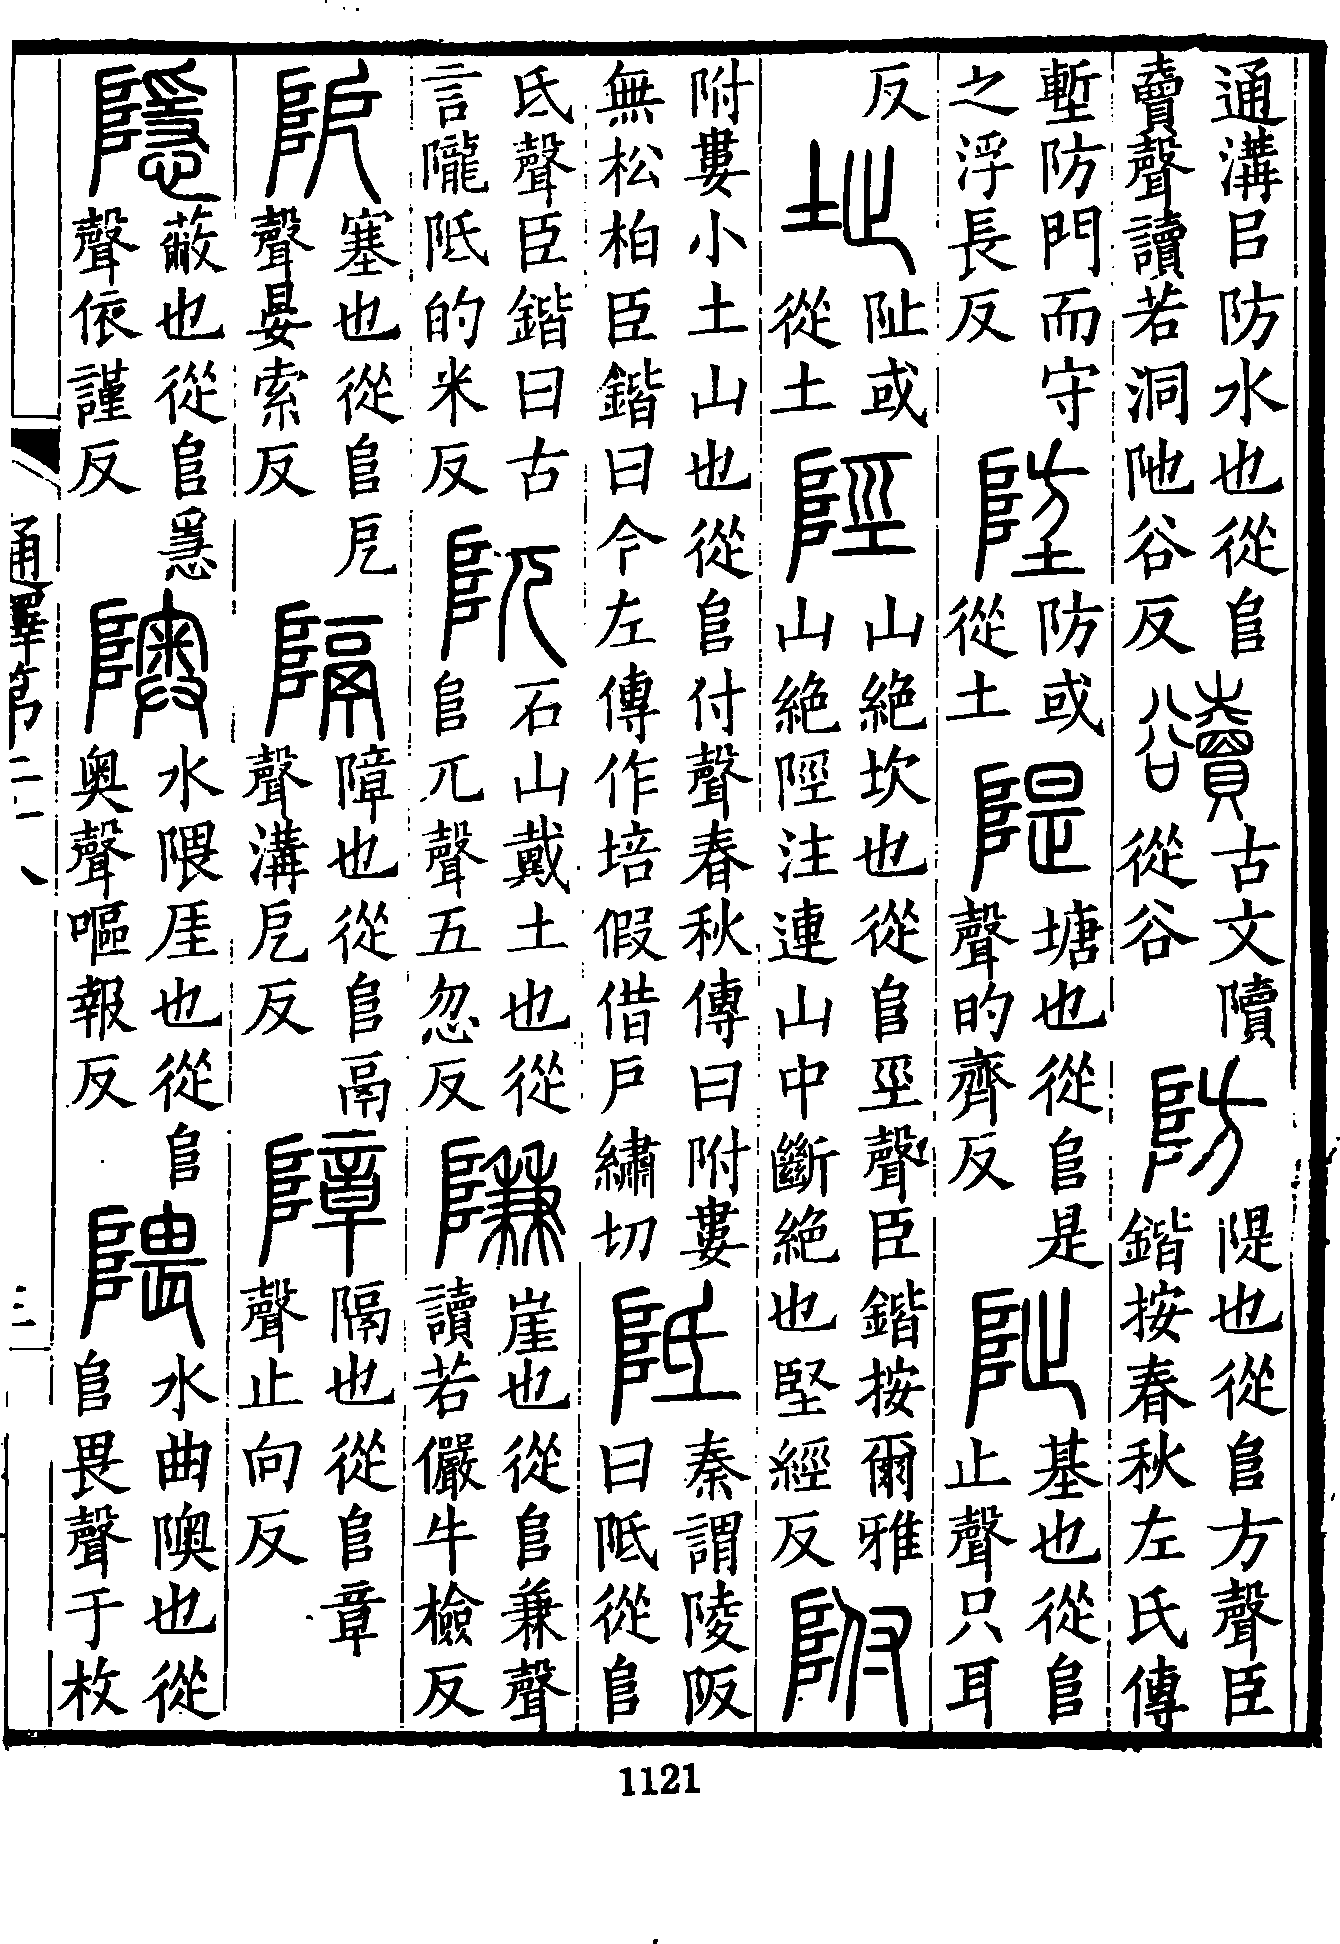 通溝㠯防水也從𨸏
賣聲讀若洞阤谷反
𧸝
古文𨽍
從谷
防
隄也從𨸏方聲臣
鍇按春秋左氏傳
塹防門而守
之浮長反
埅
防或
從土
隄
塘也從𨸏是
聲的齊反
阯
基也從𨸏
止聲只耳
反
址
阯或
從土
陘
山絶坎也從𨸏巠聲臣鍇按爾雅
山絶陘注連山中斷絶也堅經反
附
附婁小土山也從𨸏付聲春秋傳曰附婁
無松柏臣鍇曰今左傳作培假借戶繡切
阺
秦謂陵阪
曰阺從𨸏
氐聲臣鍇曰古
言隴阺的米反
阢
石山戴土也從
𨸏兀聲五忽反
隒
崖也從𨸏兼聲
讀若儼牛檢反
阨
塞也從𨸏戹
聲晏索反
隔
障也從𨸏鬲
聲溝戹反
障
隔也從𨸏章
聲止向反
隱
蔽也從𨸏㥯
聲依謹反
隩
水隈厓也從𨸏
奥聲嘔報反
隈
水曲隩也從
𨸏畏聲于枚
通釋第二十八
三
1121